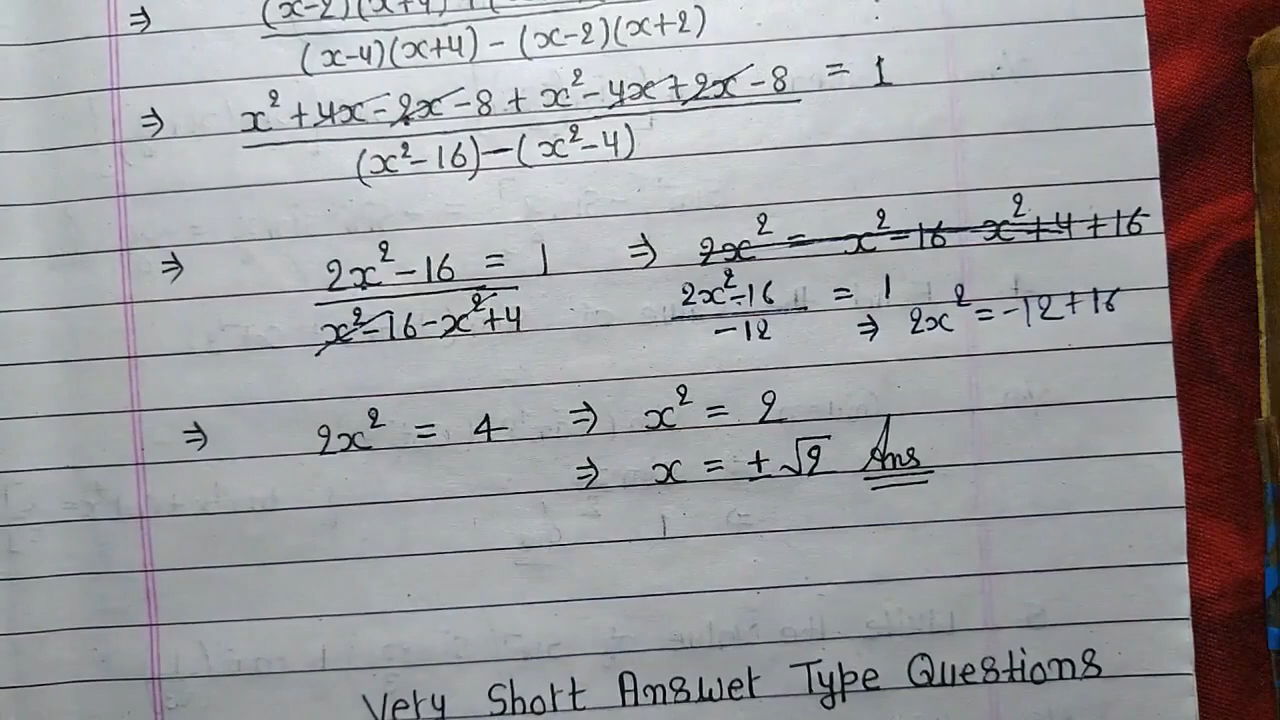 ⇒ (x-2)(x+4) + (
(x-4)(x+4) - (x-2)(x+2)
⇒ x² + 4x - 2x - 8 + x² - 4x + 2x - 8 = 1
(x²-16) - (x²-4)
⇒ 2x² - 16 = 1 ⇒ 2x² = x² - 16 x² + 4 + 16
x² - 16 - x² + 4
2x² - 16 = 1
-12 ⇒ 2x² = -12 + 16
⇒ 2x² = 4 ⇒ x² = 2
⇒ x = ± √2 Ans
Very Short Answer Type Questions